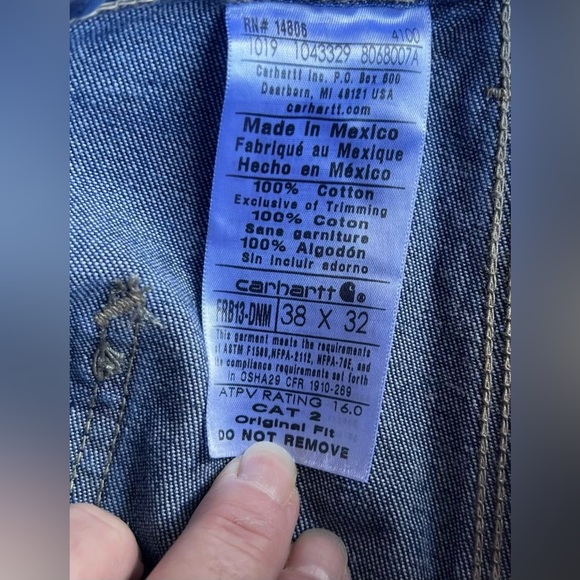 RN# 14806 4100
1019 1043329 8068007A
Carhartt Inc. P.O. Box 600
Dearborn, MI 48121 USA
carhartt.com
Made in Mexico
Fabriqué au Mexique
Hecho en México
100% Cotton
Exclusive of Trimming
100% Coton
Sans garniture
100% Algodón
Sin incluir adorno
carhartt
FRB13-DNM 38 X 32
This garment meets the requirements
of ASTM F1506,NFPA-2112, NFPA-70E, and
compliance requirements set forth
in OSHA29 CFR 1910-269
ATPV RATING 16.0
CAT 2
Original Fit
DO NOT REMOVE